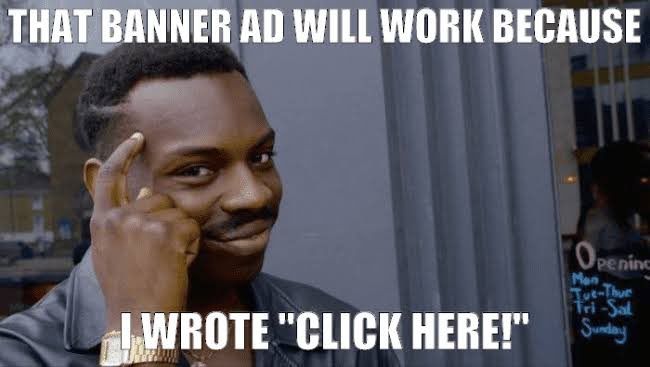 THAT BANNER AD WILL WORK BECAUSE
Opening
Mon
Tue-Thur
Fri-Sat
Sunday
I WROTE "CLICK HERE!"